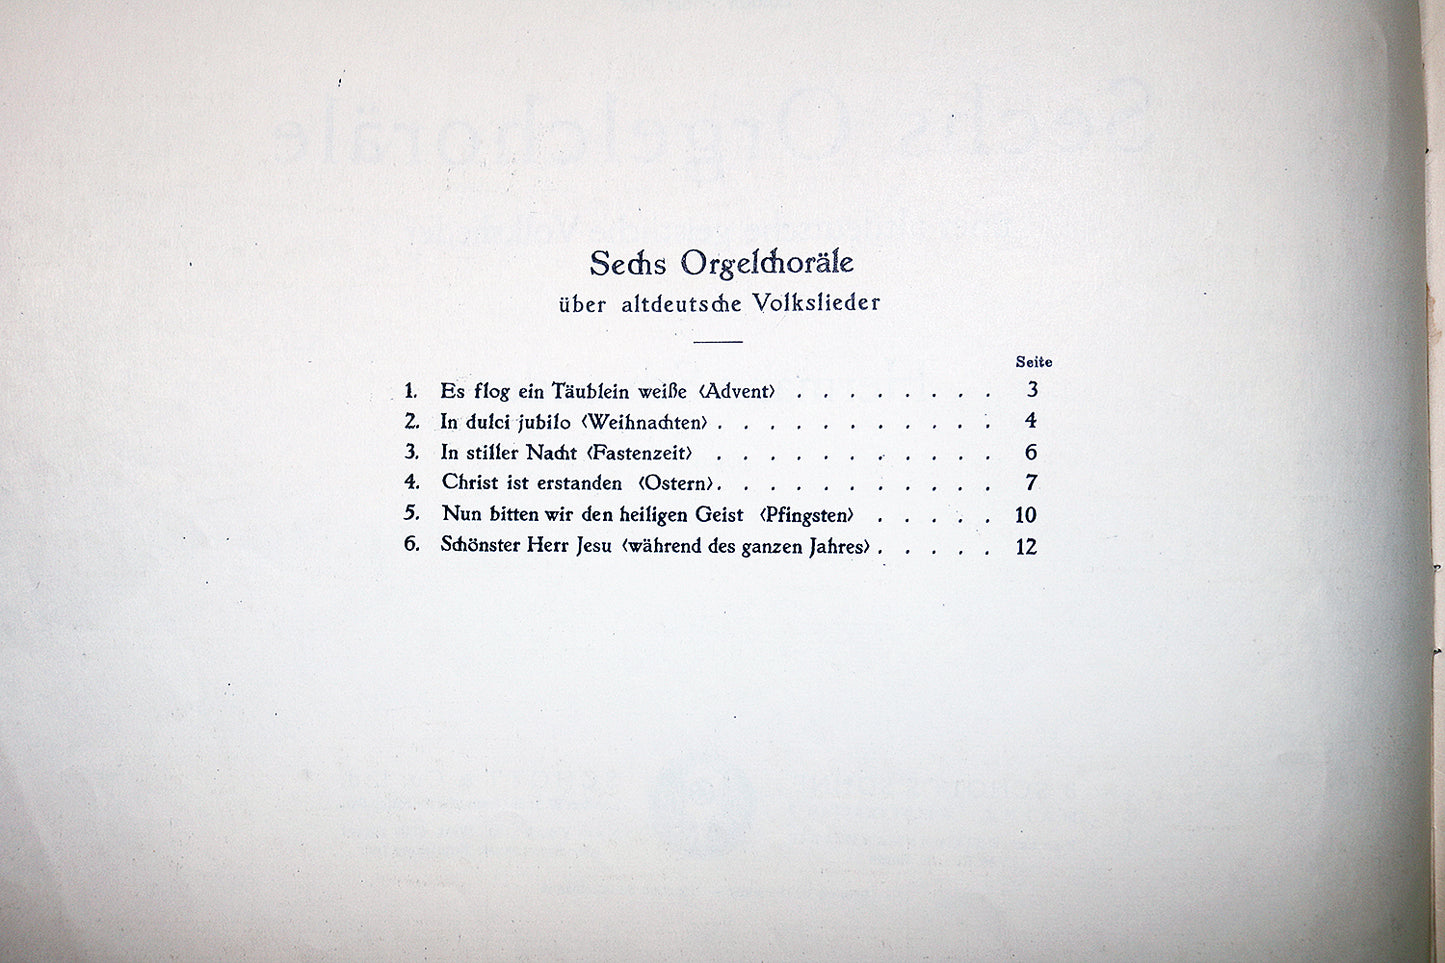 Sechs Orgelchoräle
über altdeutsche Volkslieder
Seite
1. Es flog ein Täublein weiße ‹Advent› . . . . . . . . 3
2. In dulci jubilo ‹Weihnachten› . . . . . . . . . . . 4
3. In stiller Nacht ‹Fastenzeit› . . . . . . . . . . . 6
4. Christ ist erstanden ‹Ostern› . . . . . . . . . . . 7
5. Nun bitten wir den heiligen Geist ‹Pfingsten› . . . . . 10
6. Schönster Herr Jesu ‹während des ganzen Jahres› . . . . . 12